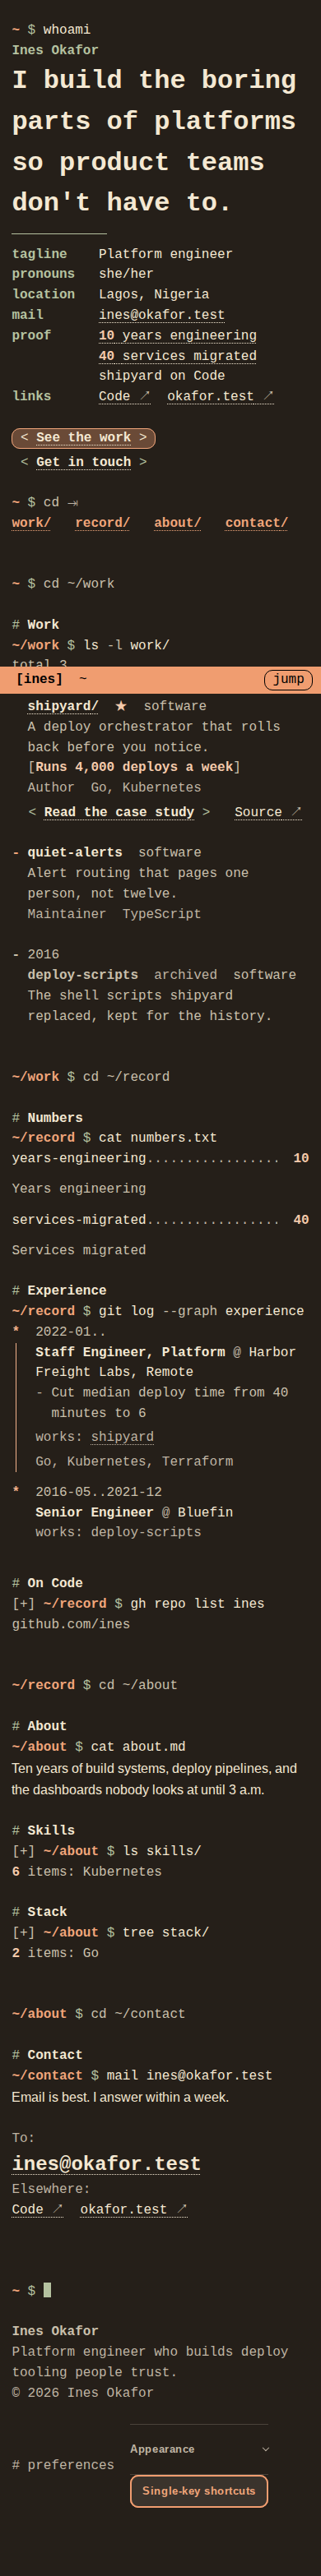 ~ $ whoami
Ines Okafor
I build the boring
parts of platforms
so product teams
don't have to.
tagline Platform engineer
pronouns she/her
location Lagos, Nigeria
mail ines@okafor.test
proof 10 years engineering
40 services migrated
shipyard on Code
links Code ↗ okafor.test ↗
< See the work >
< Get in touch >
~ $ cd ⇥
work/ record/ about/ contact/
~ $ cd ~/work
# Work
~/work $ ls -l work/
total 3
[ines] ~ jump
shipyard/ ★ software
A deploy orchestrator that rolls
back before you notice.
[Runs 4,000 deploys a week]
Author Go, Kubernetes
< Read the case study > Source ↗
- quiet-alerts software
Alert routing that pages one
person, not twelve.
Maintainer TypeScript
- 2016
deploy-scripts archived software
The shell scripts shipyard
replaced, kept for the history.
~/work $ cd ~/record
# Numbers
~/record $ cat numbers.txt
years-engineering................. 10
Years engineering
services-migrated................. 40
Services migrated
# Experience
~/record $ git log --graph experience
* 2022-01..
Staff Engineer, Platform @ Harbor
Freight Labs, Remote
- Cut median deploy time from 40
minutes to 6
works: shipyard
Go, Kubernetes, Terraform
* 2016-05..2021-12
Senior Engineer @ Bluefin
works: deploy-scripts
# On Code
[+] ~/record $ gh repo list ines
github.com/ines
~/record $ cd ~/about
# About
~/about $ cat about.md
Ten years of build systems, deploy pipelines, and
the dashboards nobody looks at until 3 a.m.
# Skills
[+] ~/about $ ls skills/
6 items: Kubernetes
# Stack
[+] ~/about $ tree stack/
2 items: Go
~/about $ cd ~/contact
# Contact
~/contact $ mail ines@okafor.test
Email is best. I answer within a week.
To:
ines@okafor.test
Elsewhere:
Code ↗ okafor.test ↗
~ $
Ines Okafor
Platform engineer who builds deploy
tooling people trust.
© 2026 Ines Okafor
Appearance
# preferences
Single-key shortcuts